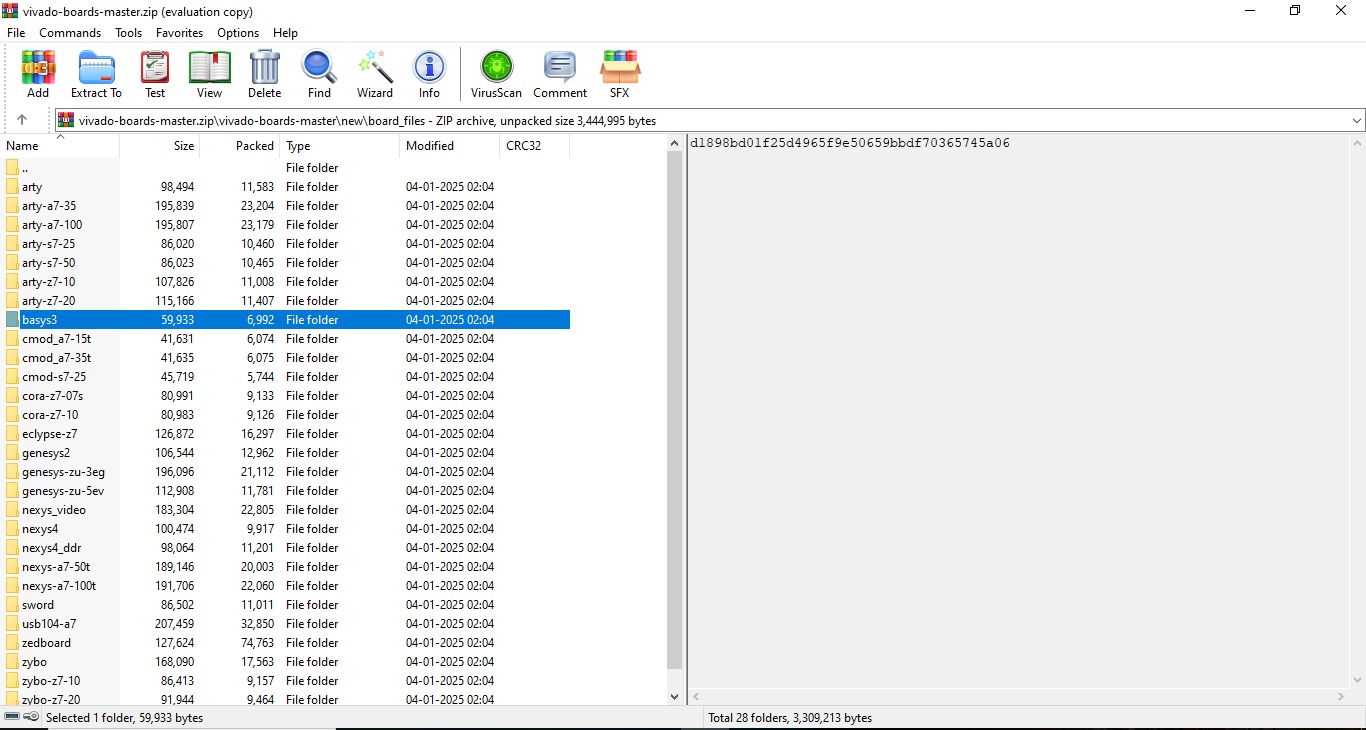 vivado-boards-master.zip (evaluation copy)
File Commands Tools Favorites Options Help
Add Extract To Test View Delete Find Wizard Info VirusScan Comment SFX
vivado-boards-master.zip\vivado-boards-master\new\board_files - ZIP archive, unpacked size 3,444,995 bytes
Name Size Packed Type Modified CRC32
.. File folder
arty 98,494 11,583 File folder 04-01-2025 02:04
arty-a7-35 195,839 23,204 File folder 04-01-2025 02:04
arty-a7-100 195,807 23,179 File folder 04-01-2025 02:04
arty-s7-25 86,020 10,460 File folder 04-01-2025 02:04
arty-s7-50 86,023 10,465 File folder 04-01-2025 02:04
arty-z7-10 107,826 11,008 File folder 04-01-2025 02:04
arty-z7-20 115,166 11,407 File folder 04-01-2025 02:04
basys3 59,933 6,992 File folder 04-01-2025 02:04
cmod_a7-15t 41,631 6,074 File folder 04-01-2025 02:04
cmod_a7-35t 41,635 6,075 File folder 04-01-2025 02:04
cmod-s7-25 45,719 5,744 File folder 04-01-2025 02:04
cora-z7-07s 80,991 9,133 File folder 04-01-2025 02:04
cora-z7-10 80,983 9,126 File folder 04-01-2025 02:04
eclypse-z7 126,872 16,297 File folder 04-01-2025 02:04
genesys2 106,544 12,962 File folder 04-01-2025 02:04
genesys-zu-3eg 196,096 21,112 File folder 04-01-2025 02:04
genesys-zu-5ev 112,908 11,781 File folder 04-01-2025 02:04
nexys_video 183,304 22,805 File folder 04-01-2025 02:04
nexys4 100,474 9,917 File folder 04-01-2025 02:04
nexys4_ddr 98,064 11,201 File folder 04-01-2025 02:04
nexys-a7-50t 189,146 20,003 File folder 04-01-2025 02:04
nexys-a7-100t 191,706 22,060 File folder 04-01-2025 02:04
sword 86,502 11,011 File folder 04-01-2025 02:04
usb104-a7 207,459 32,850 File folder 04-01-2025 02:04
zedboard 127,624 74,763 File folder 04-01-2025 02:04
zybo 168,090 17,563 File folder 04-01-2025 02:04
zybo-z7-10 86,413 9,157 File folder 04-01-2025 02:04
zybo-z7-20 91,944 9,464 File folder 04-01-2025 02:04
d1898bd01f25d4965f9e50659bbdf70365745a06
Selected 1 folder, 59,933 bytes
Total 28 folders, 3,309,213 bytes